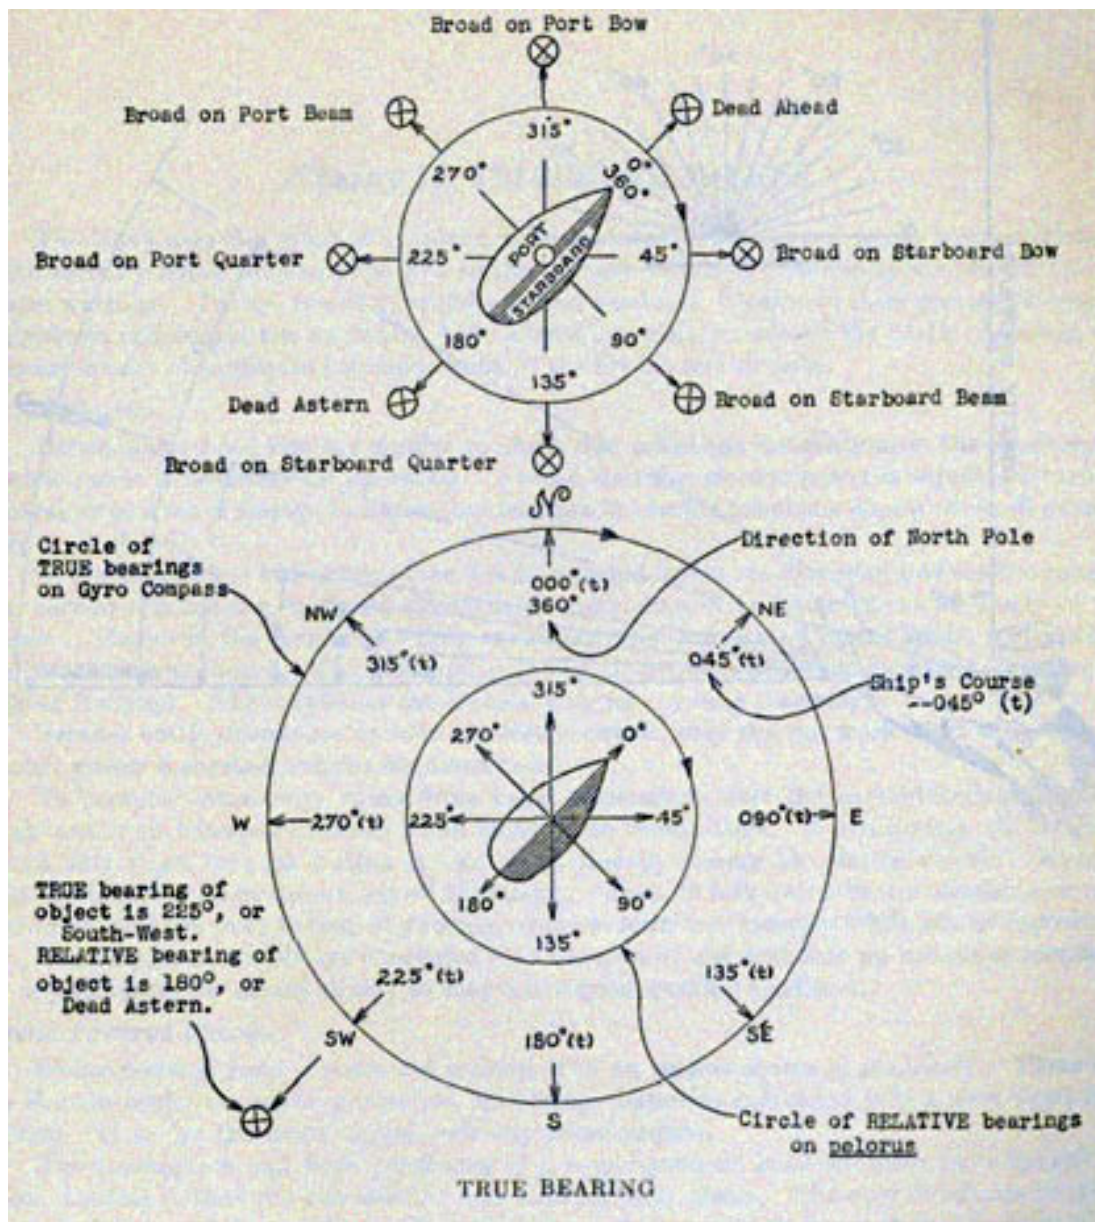 Broad on Port Bow
Broad on Port Beam
Dead Ahead
315°
270°
0°
360°
Broad on Port Quarter
225°
PORT
STARBOARD
45°
Broad on Starboard Bow
180°
90°
135°
Dead Astern
Broad on Starboard Beam
Broad on Starboard Quarter
N
Circle of
TRUE bearings
on Gyro Compass
Direction of North Pole
000°(t)
360°
NW
NE
315°(t)
045°(t)
Ship's Course
--045° (t)
315°
270°
0°
W
270°(t)
225
45°
090°(t)
E
180°
90°
135°
TRUE bearing of
object is 225°, or
South-West.
RELATIVE bearing of
object is 180°, or
Dead Astern.
225°(t)
135°(t)
SW
SE
180°(t)
S
Circle of RELATIVE bearings
on pelorus
TRUE BEARING